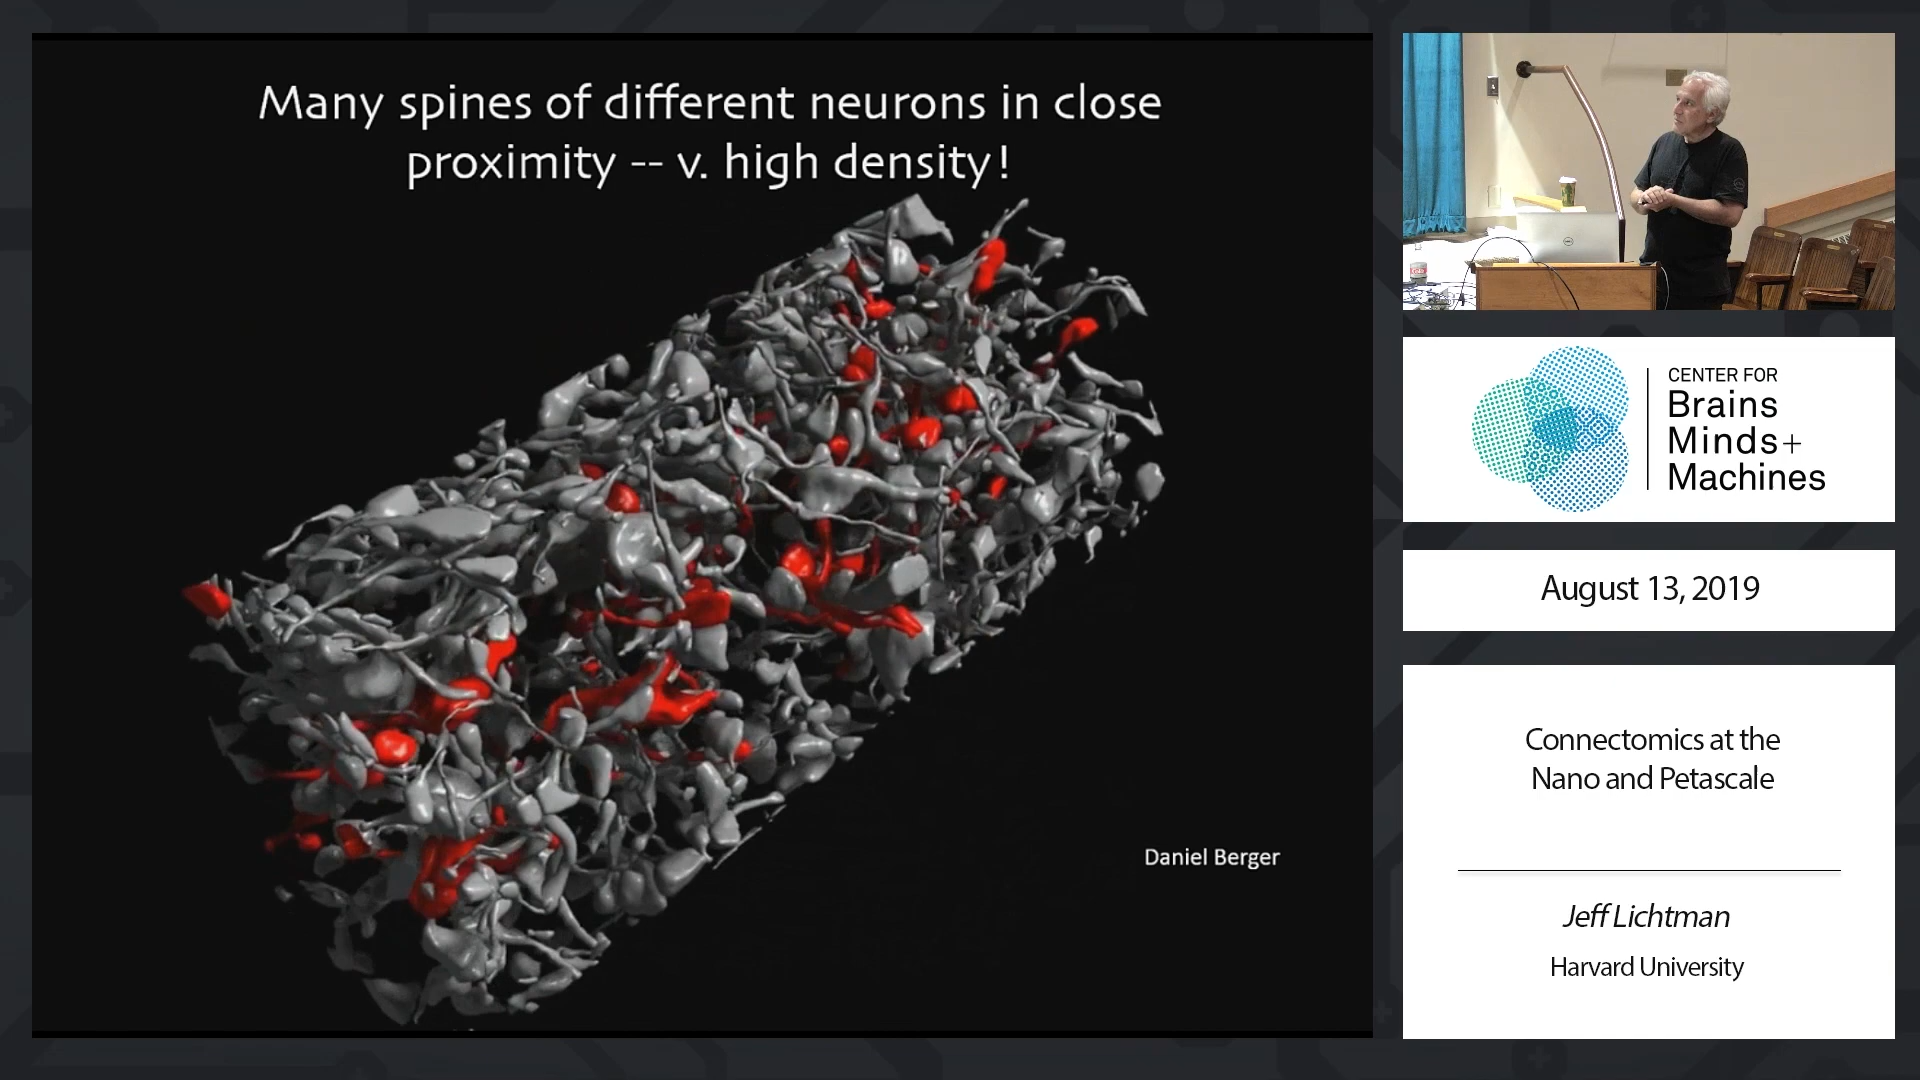 Many spines of different neurons in close
proximity -- v. high density!
Daniel Berger
CENTER FOR
Brains
Minds+
Machines
August 13, 2019
Connectomics at the
Nano and Petascale
Jeff Lichtman
Harvard University